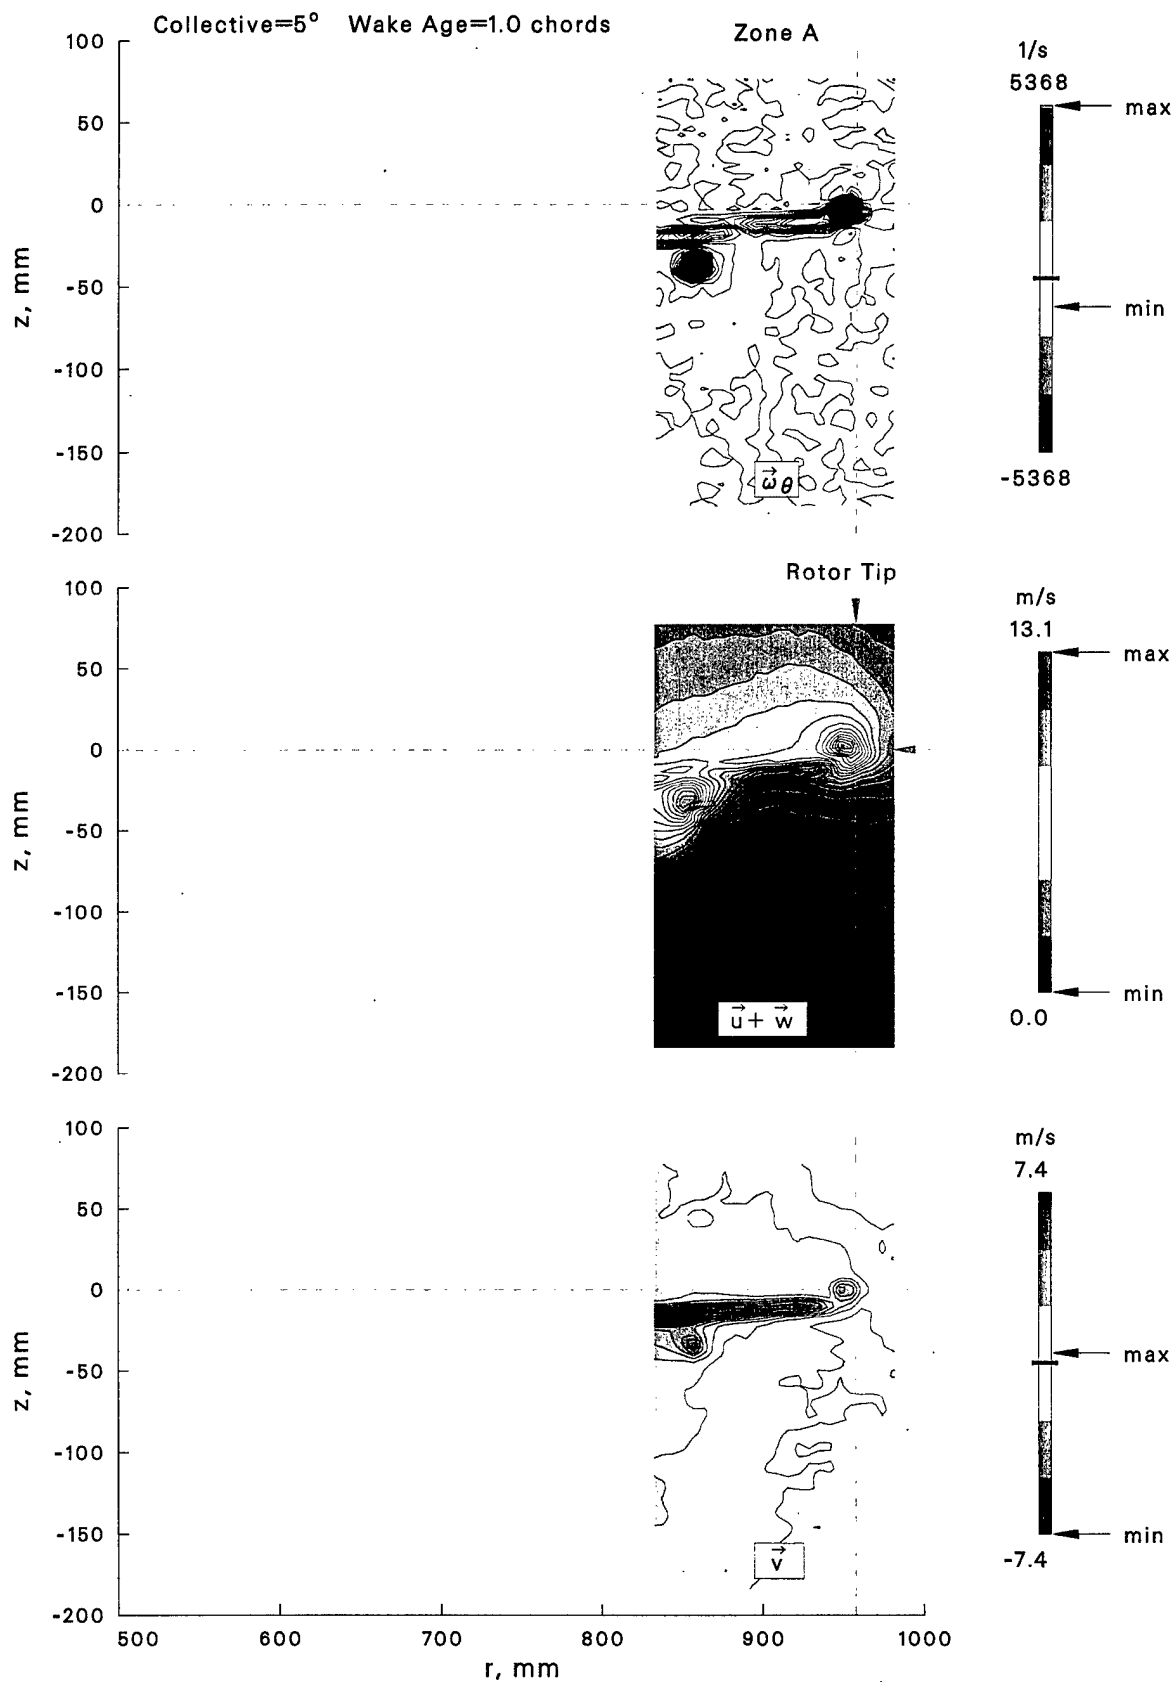 Collective=5° Wake Age=1.0 chords
Zone A
100
50
0
-50
-100
-150
-200
z, mm
ω⃗θ
1/s
5368
max
min
-5368
Rotor Tip
100
50
0
-50
-100
-150
-200
z, mm
u⃗+ w⃗
m/s
13.1
max
min
0.0
100
50
0
-50
-100
-150
-200
z, mm
v⃗
m/s
7.4
max
min
-7.4
500 600 700 800 900 1000
r, mm